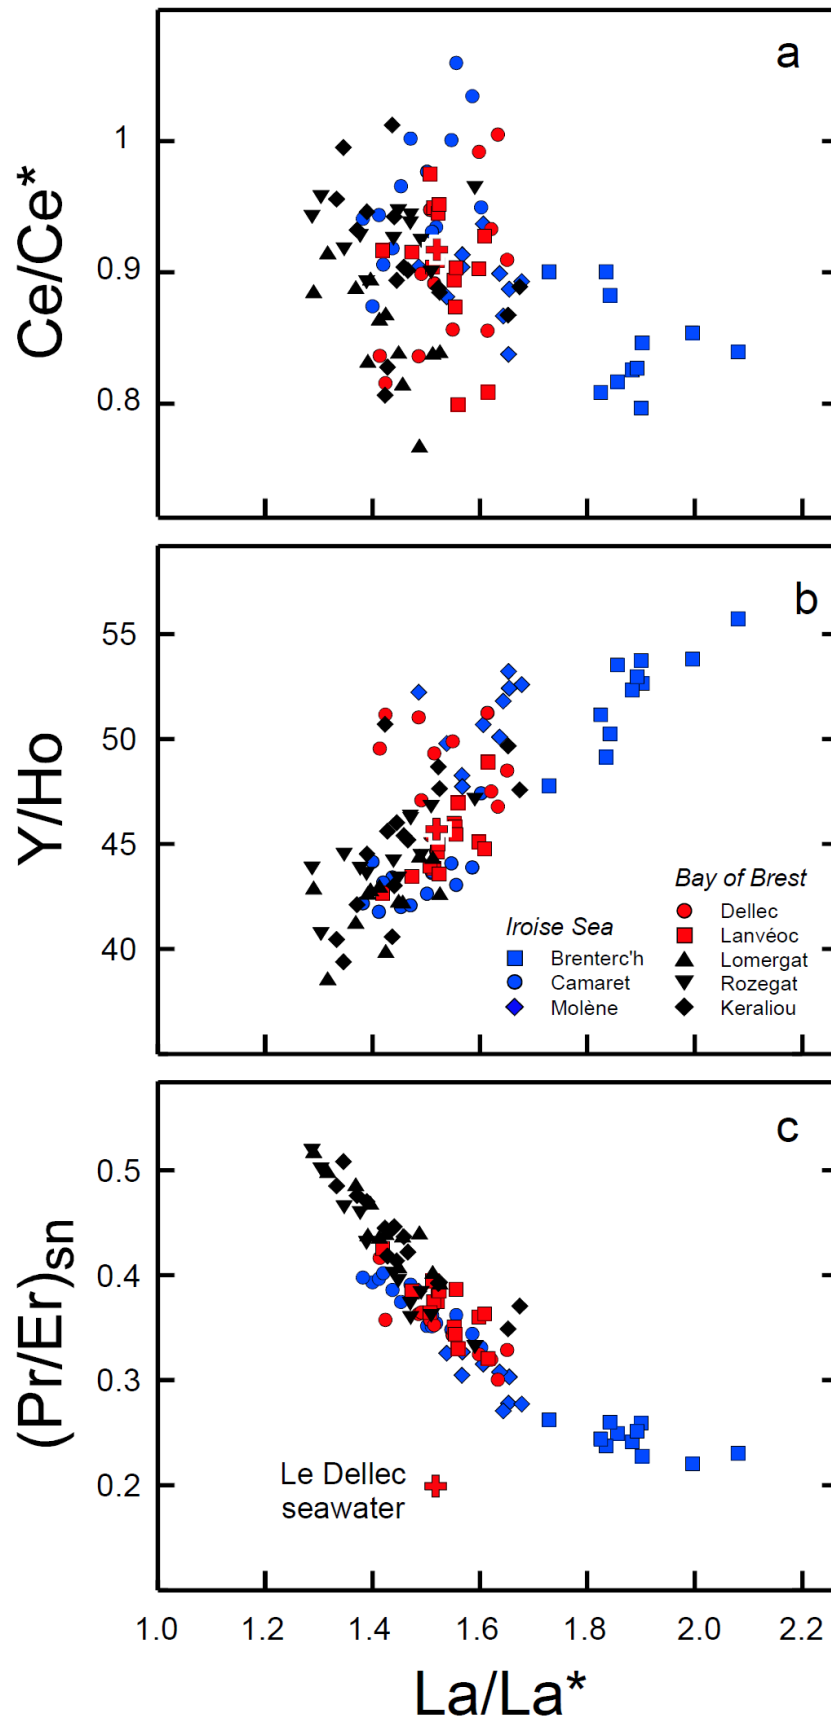 a
Ce/Ce*
1
0.9
0.8
b
Y/Ho
55
50
45
40
Iroise Sea
Brenterc'h
Camaret
Molène
Bay of Brest
Dellec
Lanvéoc
Lomergat
Rozegat
Keraliou
c
(Pr/Er)sn
0.5
0.4
0.3
0.2
Le Dellec
seawater
1.0 1.2 1.4 1.6 1.8 2.0 2.2
La/La*